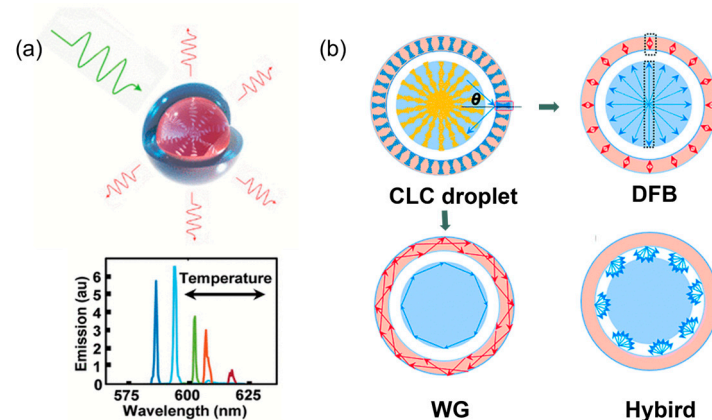 (a)
(b)
θ
CLC droplet
DFB
WG
Hybird
Temperature
Emission (au)
6
5
4
3
2
1
0
575
600
625
Wavelength (nm)